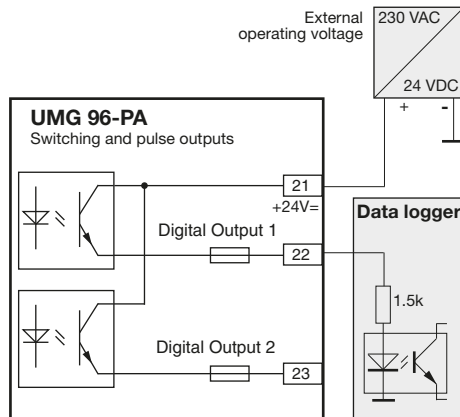 External
operating voltage
230 VAC
24 VDC
+ -
UMG 96-PA
Switching and pulse outputs
21
+24V=
Data logger
Digital Output 1
22
1.5k
Digital Output 2
23